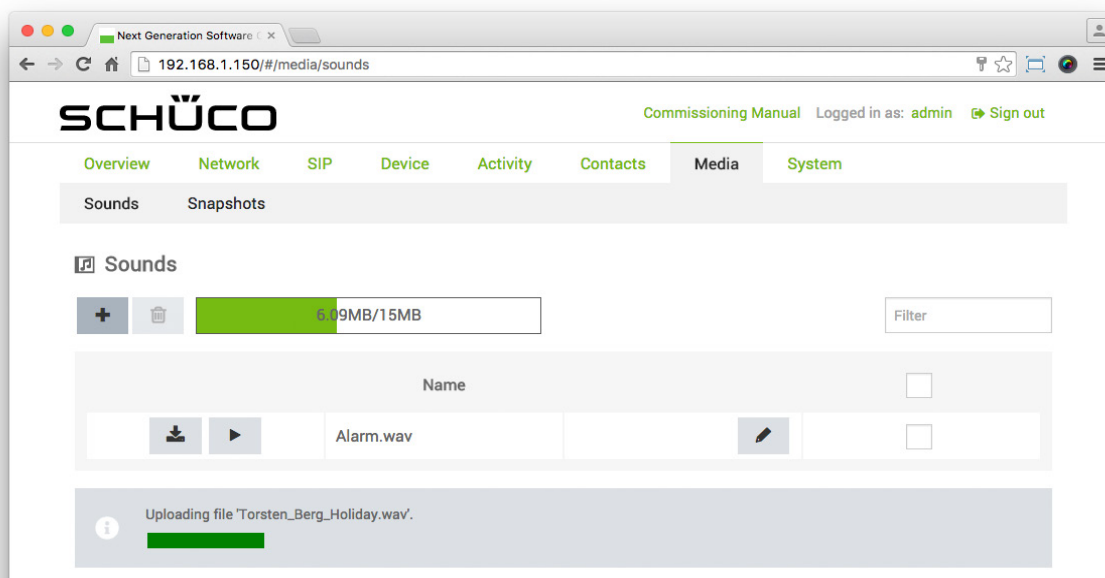 Next Generation Software
192.168.1.150/#/media/sounds
SCHÜCO
Commissioning Manual Logged in as: admin Sign out
Overview Network SIP Device Activity Contacts Media System
Sounds Snapshots
Sounds
6.09MB/15MB
Filter
Name
Alarm.wav
Uploading file 'Torsten_Berg_Holiday.wav'.